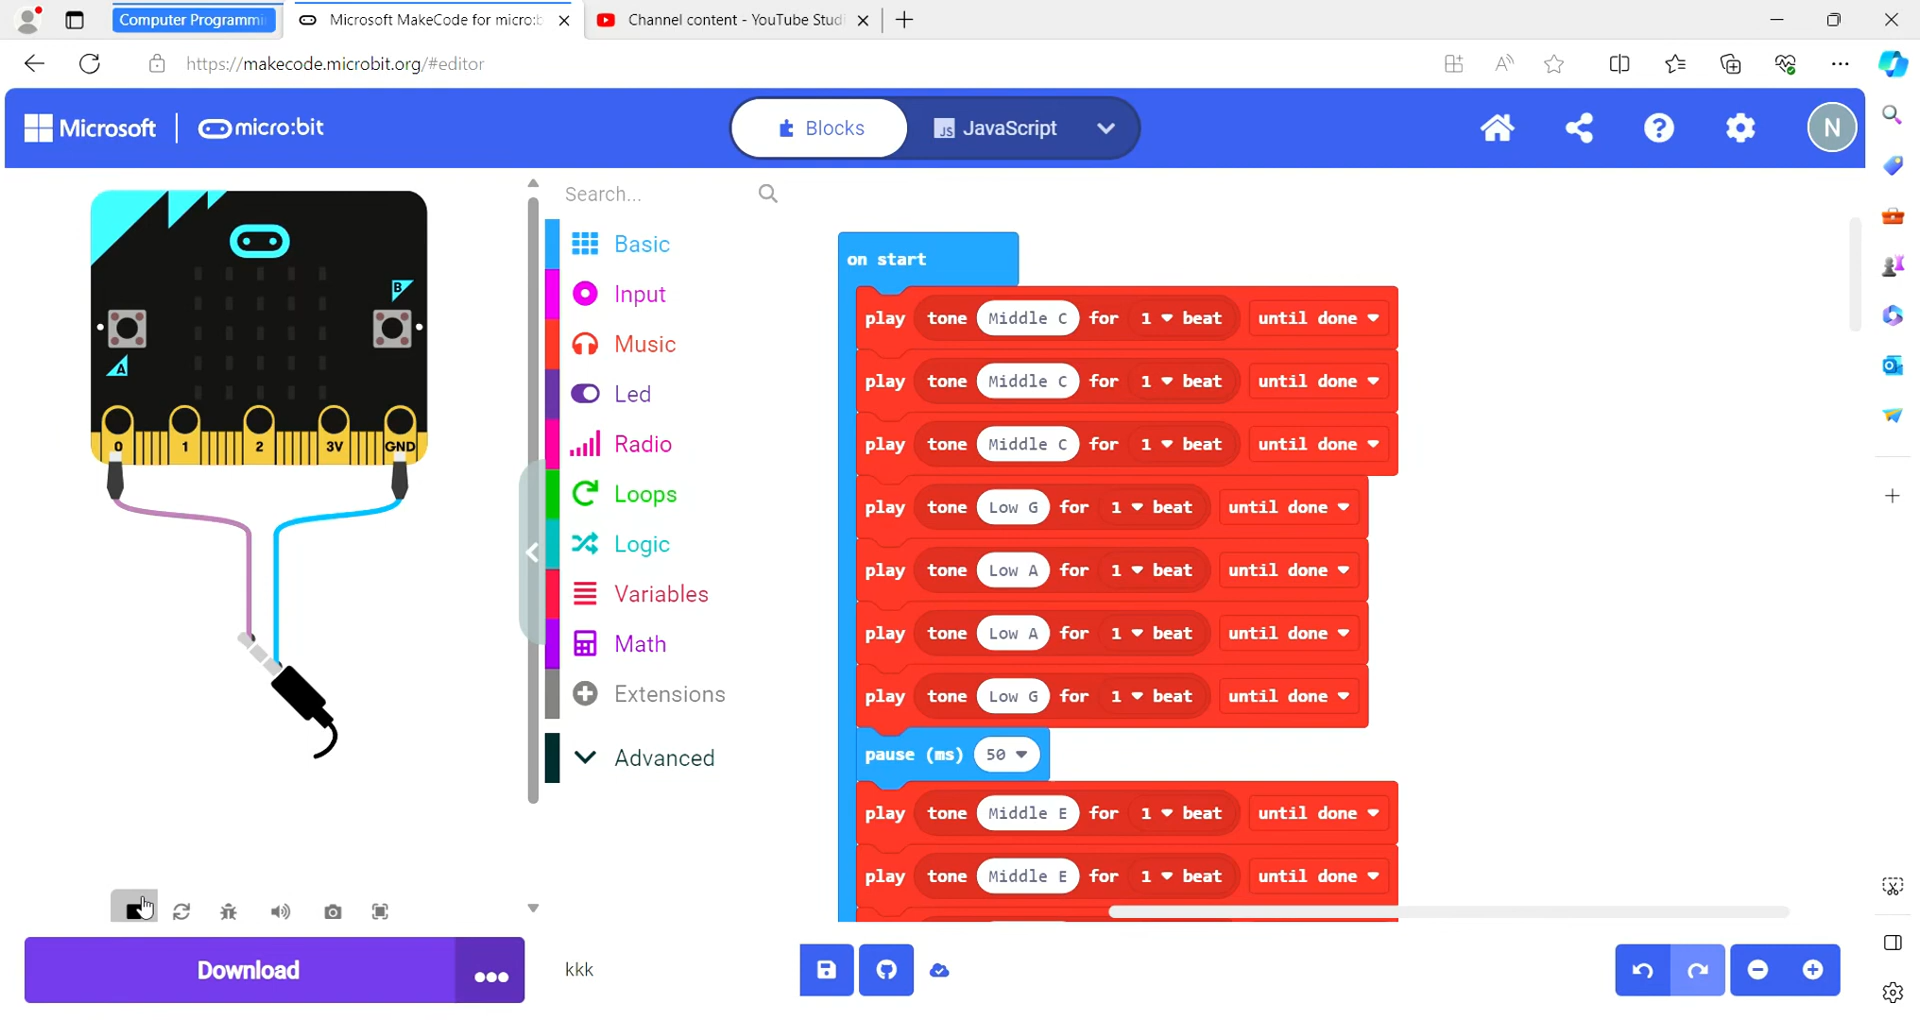 Computer Programmi
Microsoft MakeCode for micro:b
Channel content - YouTube Studi
https://makecode.microbit.org/#editor
Microsoft
micro:bit
Blocks
JS JavaScript
N
Search...
Basic
Input
Music
Led
Radio
Loops
Logic
Variables
Math
Extensions
Advanced
B
A
0 1 2 3V GND
on start
play tone Middle C for 1 beat until done
play tone Middle C for 1 beat until done
play tone Middle C for 1 beat until done
play tone Low G for 1 beat until done
play tone Low A for 1 beat until done
play tone Low A for 1 beat until done
play tone Low G for 1 beat until done
pause (ms) 50
play tone Middle E for 1 beat until done
play tone Middle E for 1 beat until done
Download
kkk